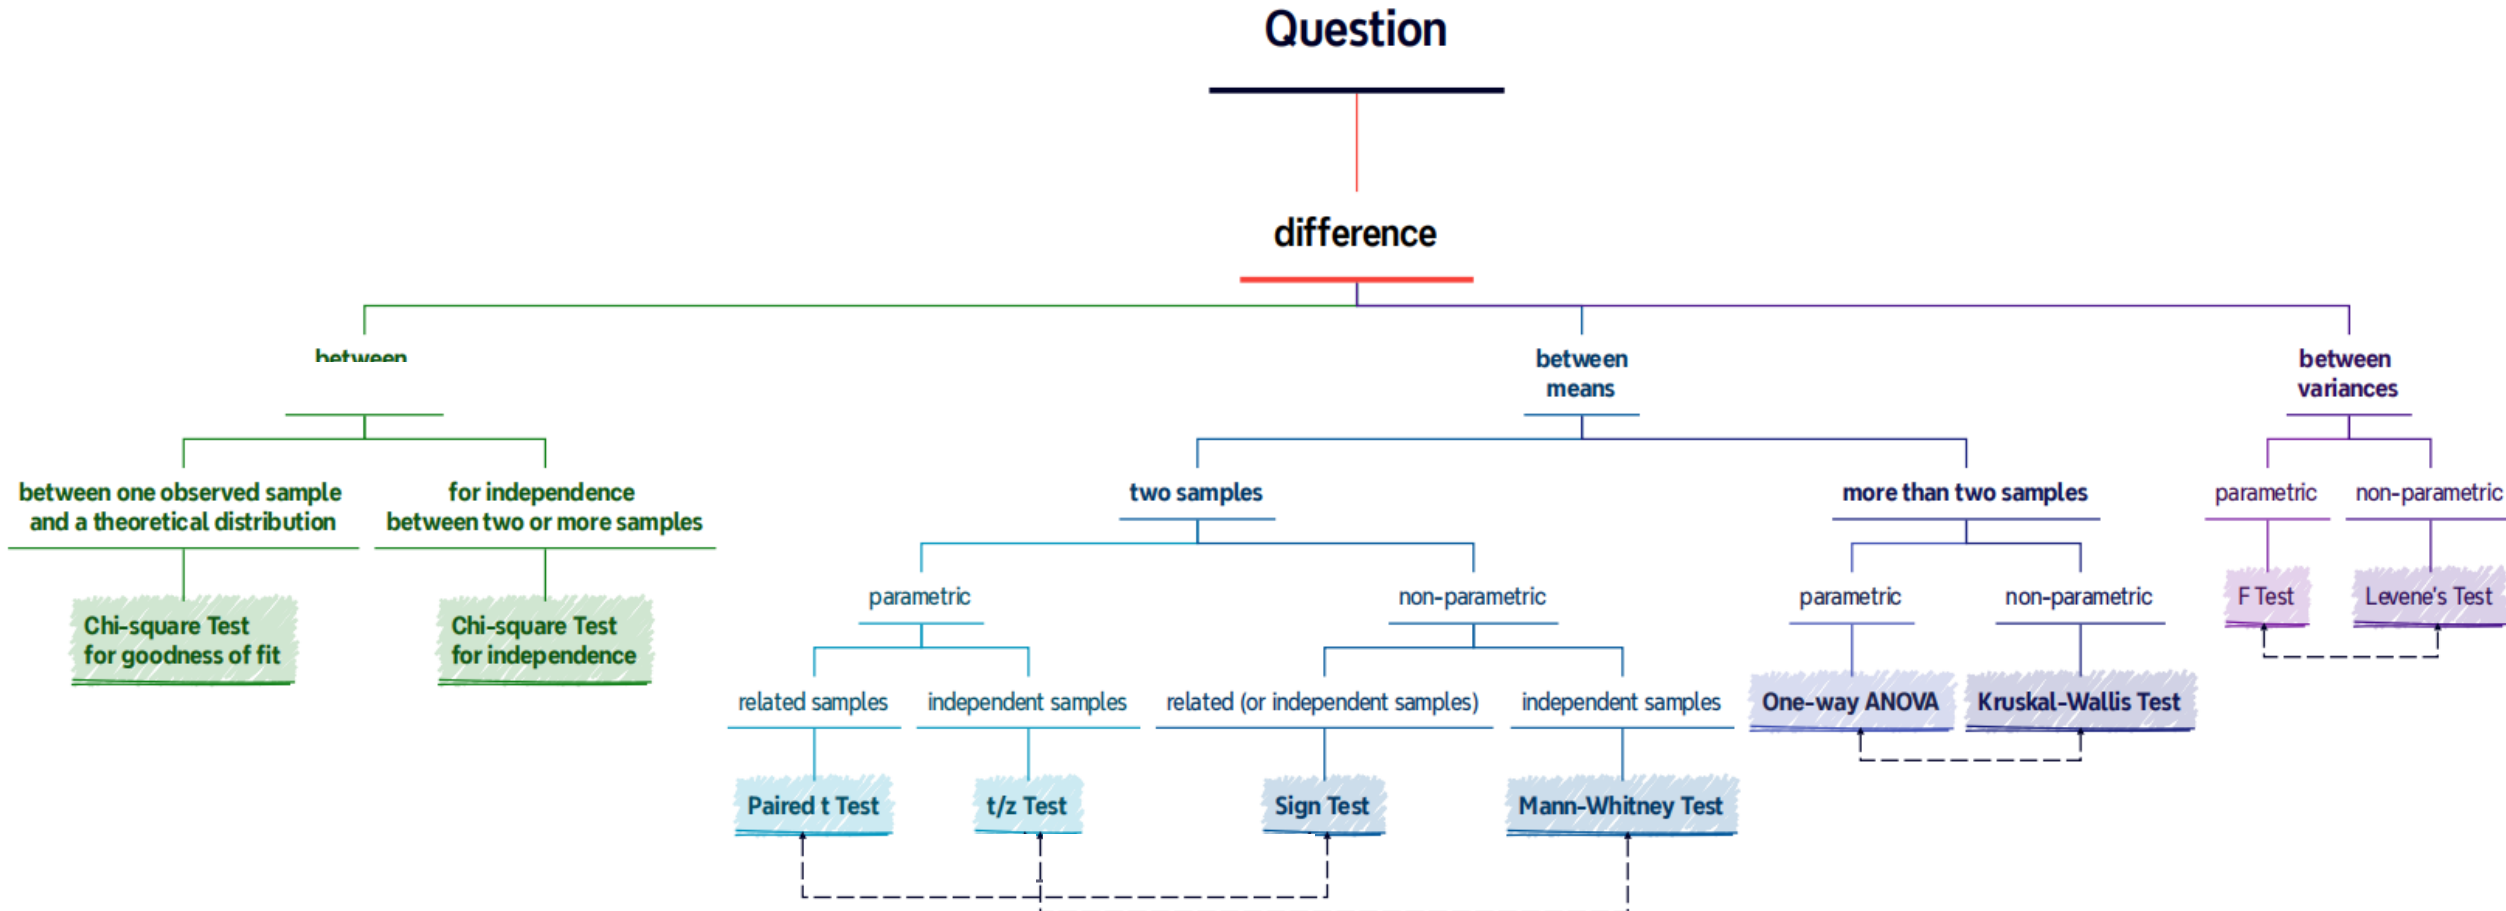 Question
difference
between
between
means
between
variances
between one observed sample
and a theoretical distribution
for independence
between two or more samples
two samples
more than two samples
parametric
non-parametric
Chi-square Test
for goodness of fit
Chi-square Test
for independence
parametric
non-parametric
parametric
non-parametric
F Test
Levene's Test
related samples
independent samples
related (or independent samples)
independent samples
One-way ANOVA
Kruskal-Wallis Test
Paired t Test
t/z Test
Sign Test
Mann-Whitney Test